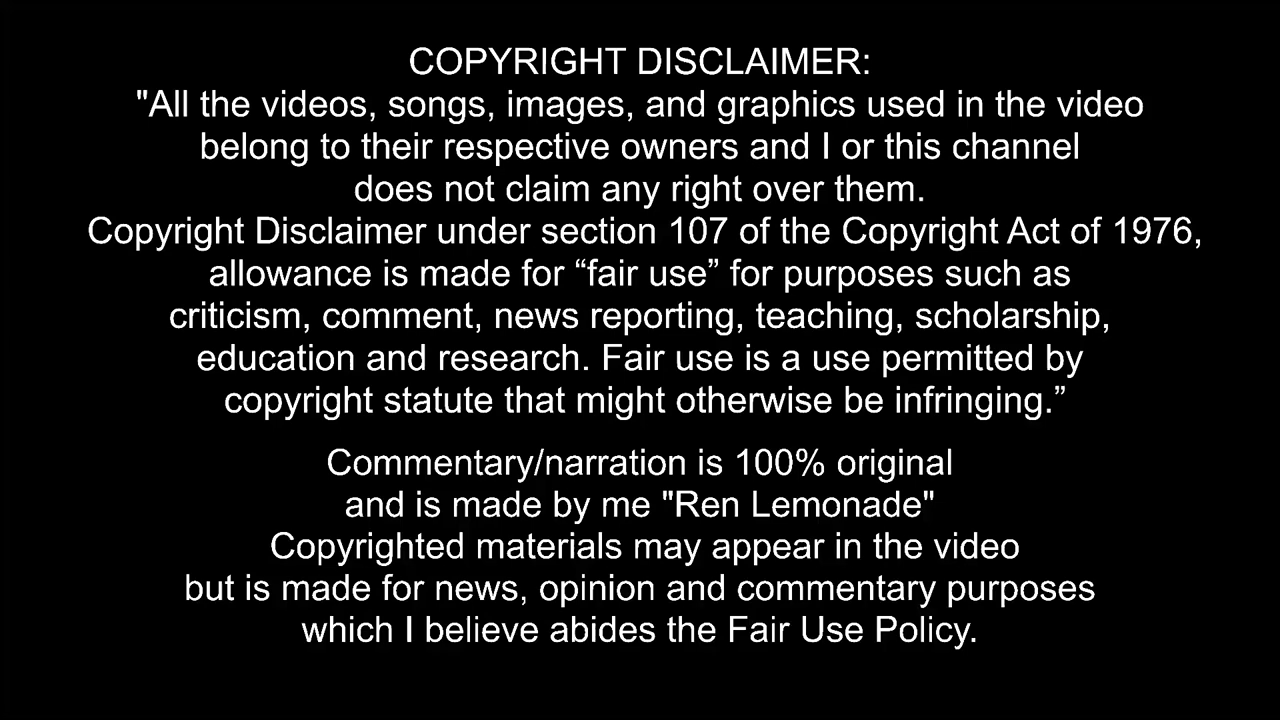 COPYRIGHT DISCLAIMER:
"All the videos, songs, images, and graphics used in the video
belong to their respective owners and I or this channel
does not claim any right over them.
Copyright Disclaimer under section 107 of the Copyright Act of 1976,
allowance is made for “fair use” for purposes such as
criticism, comment, news reporting, teaching, scholarship,
education and research. Fair use is a use permitted by
copyright statute that might otherwise be infringing.”
Commentary/narration is 100% original
and is made by me "Ren Lemonade"
Copyrighted materials may appear in the video
but is made for news, opinion and commentary purposes
which I believe abides the Fair Use Policy.